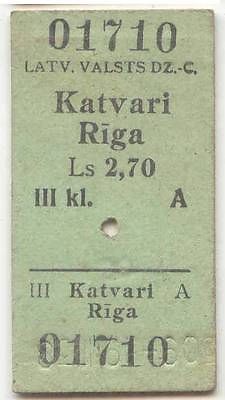 01710
LATV. VALSTS DZ.-C.
Katvari
Rīga
Ls 2,70
III kl. A
III Katvari A
Rīga
01710